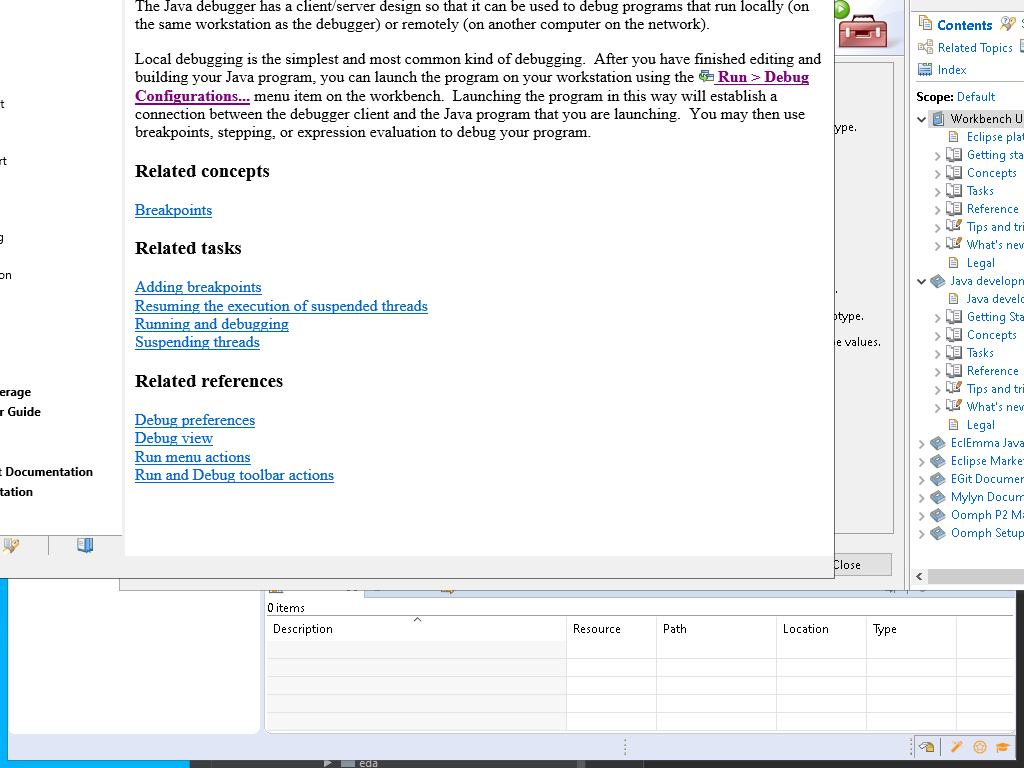 The Java debugger has a client/server design so that it can be used to debug programs that run locally (on
the same workstation as the debugger) or remotely (on another computer on the network).
Local debugging is the simplest and most common kind of debugging. After you have finished editing and
building your Java program, you can launch the program on your workstation using the Run > Debug
Configurations... menu item on the workbench. Launching the program in this way will establish a
connection between the debugger client and the Java program that you are launching. You may then use
breakpoints, stepping, or expression evaluation to debug your program.
Related concepts
Breakpoints
Related tasks
Adding breakpoints
Resuming the execution of suspended threads
Running and debugging
Suspending threads
Related references
Debug preferences
Debug view
Run menu actions
Run and Debug toolbar actions
t
rt
g
on
erage
r Guide
t Documentation
tation
ype.
.
otype.
e values.
Close
Contents
S
Related Topics
Index
Scope: Default
Workbench U
Eclipse plat
Getting sta
Concepts
Tasks
Reference
Tips and tri
What's new
Legal
Java developm
Java develo
Getting Sta
Concepts
Tasks
Reference
Tips and tri
What's new
Legal
EclEmma Java
Eclipse Market
EGit Documen
Mylyn Docum
Oomph P2 Ma
Oomph Setup
0 items
Description Resource Path Location Type
eda